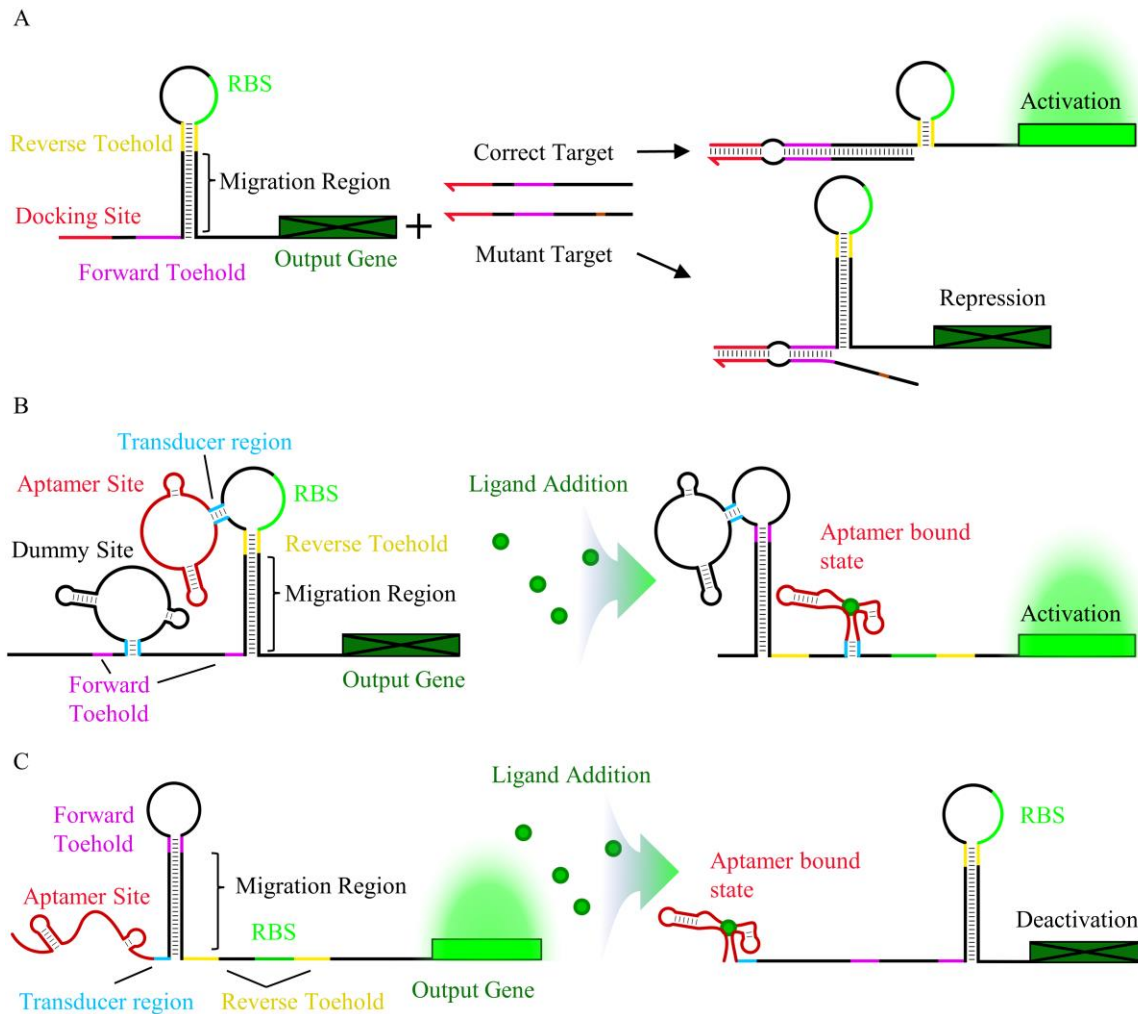 A
RBS
Reverse Toehold
Migration Region
Docking Site
Forward Toehold
Output Gene
+
Correct Target
Mutant Target
Activation
Repression
B
Transducer region
Aptamer Site
RBS
Dummy Site
Reverse Toehold
Migration Region
Forward
Toehold
Output Gene
Ligand Addition
Aptamer bound
state
Activation
C
Forward
Toehold
Migration Region
Aptamer Site
RBS
Transducer region
Reverse Toehold
Output Gene
Ligand Addition
Aptamer bound
state
RBS
Deactivation